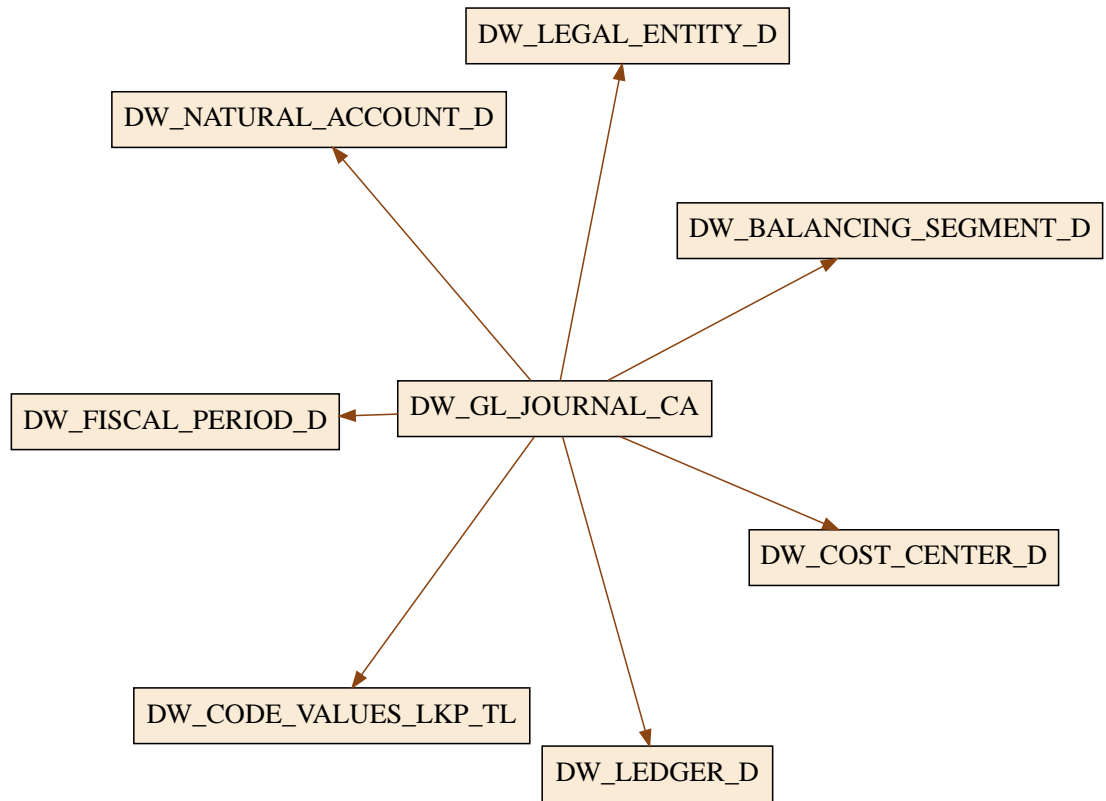 DW_LEGAL_ENTITY_D
DW_NATURAL_ACCOUNT_D
DW_BALANCING_SEGMENT_D
DW_GL_JOURNAL_CA
DW_FISCAL_PERIOD_D
DW_COST_CENTER_D
DW_CODE_VALUES_LKP_TL
DW_LEDGER_D